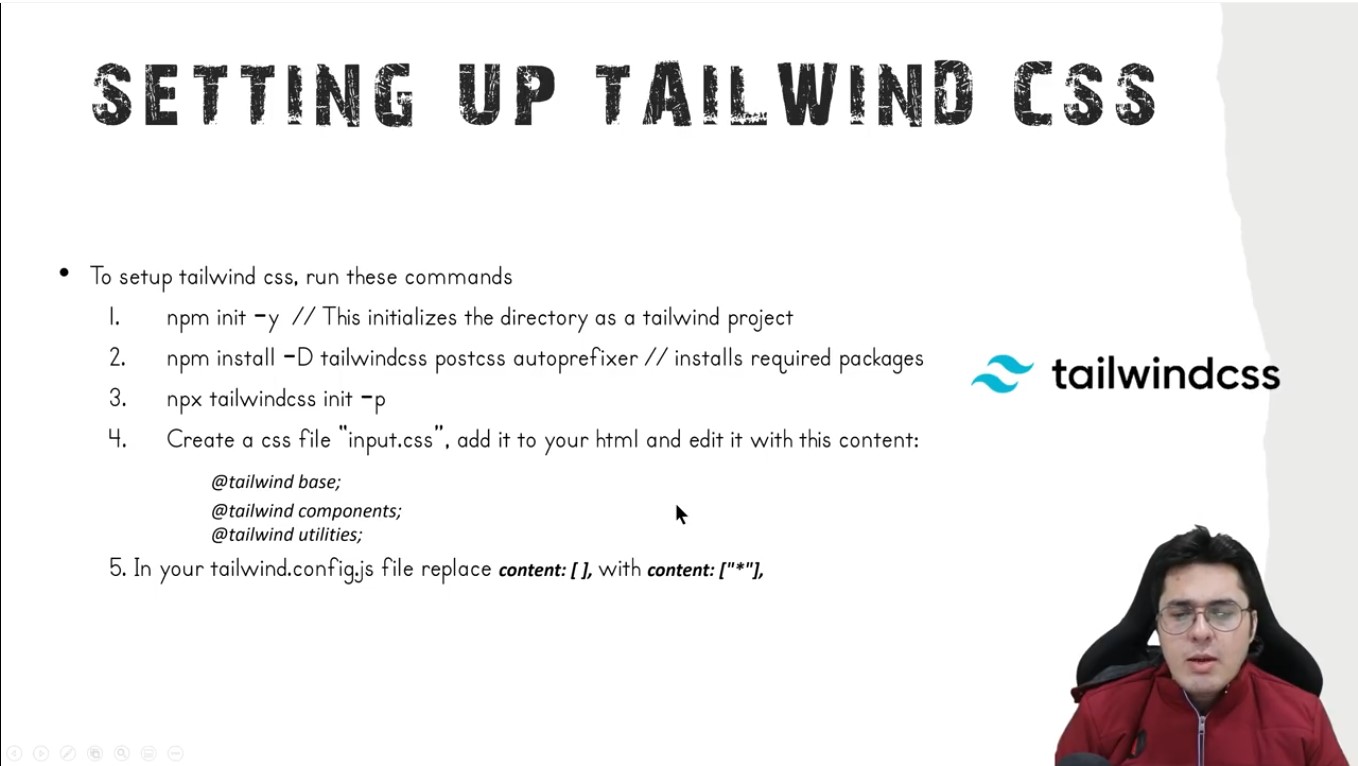 SETTING UP TAILWIND CSS
• To setup tailwind css, run these commands
1. npm init -y // This initializes the directory as a tailwind project
2. npm install -D tailwindcss postcss autoprefixer // installs required packages
3. npx tailwindcss init -p
4. Create a css file "input.css", add it to your html and edit it with this content:
@tailwind base;
@tailwind components;
@tailwind utilities;
5. In your tailwind.config.js file replace content: [ ], with content: ["*"],
tailwindcss